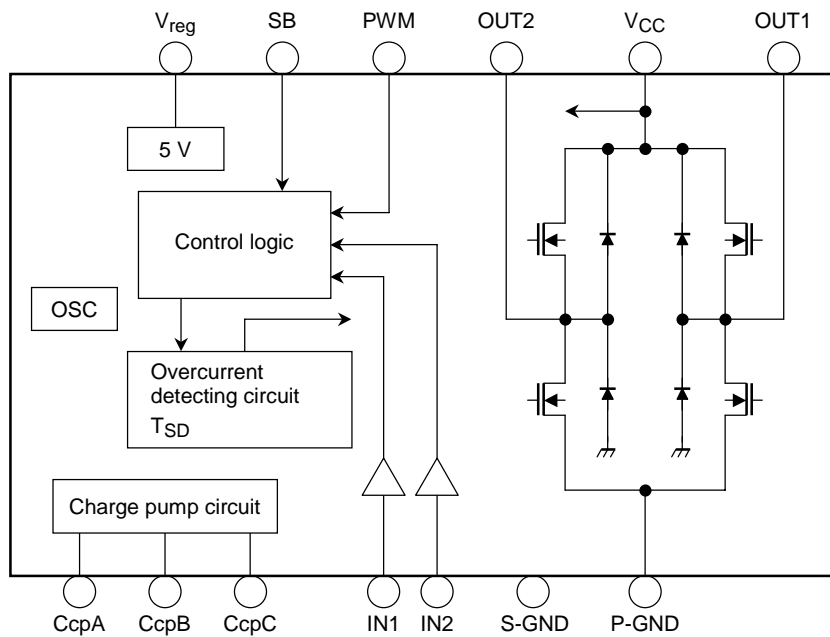 Vreg SB PWM OUT2 VCC OUT1
5 V
Control logic
OSC
Overcurrent
detecting circuit
TSD
Charge pump circuit
CcpA CcpB CcpC IN1 IN2 S-GND P-GND